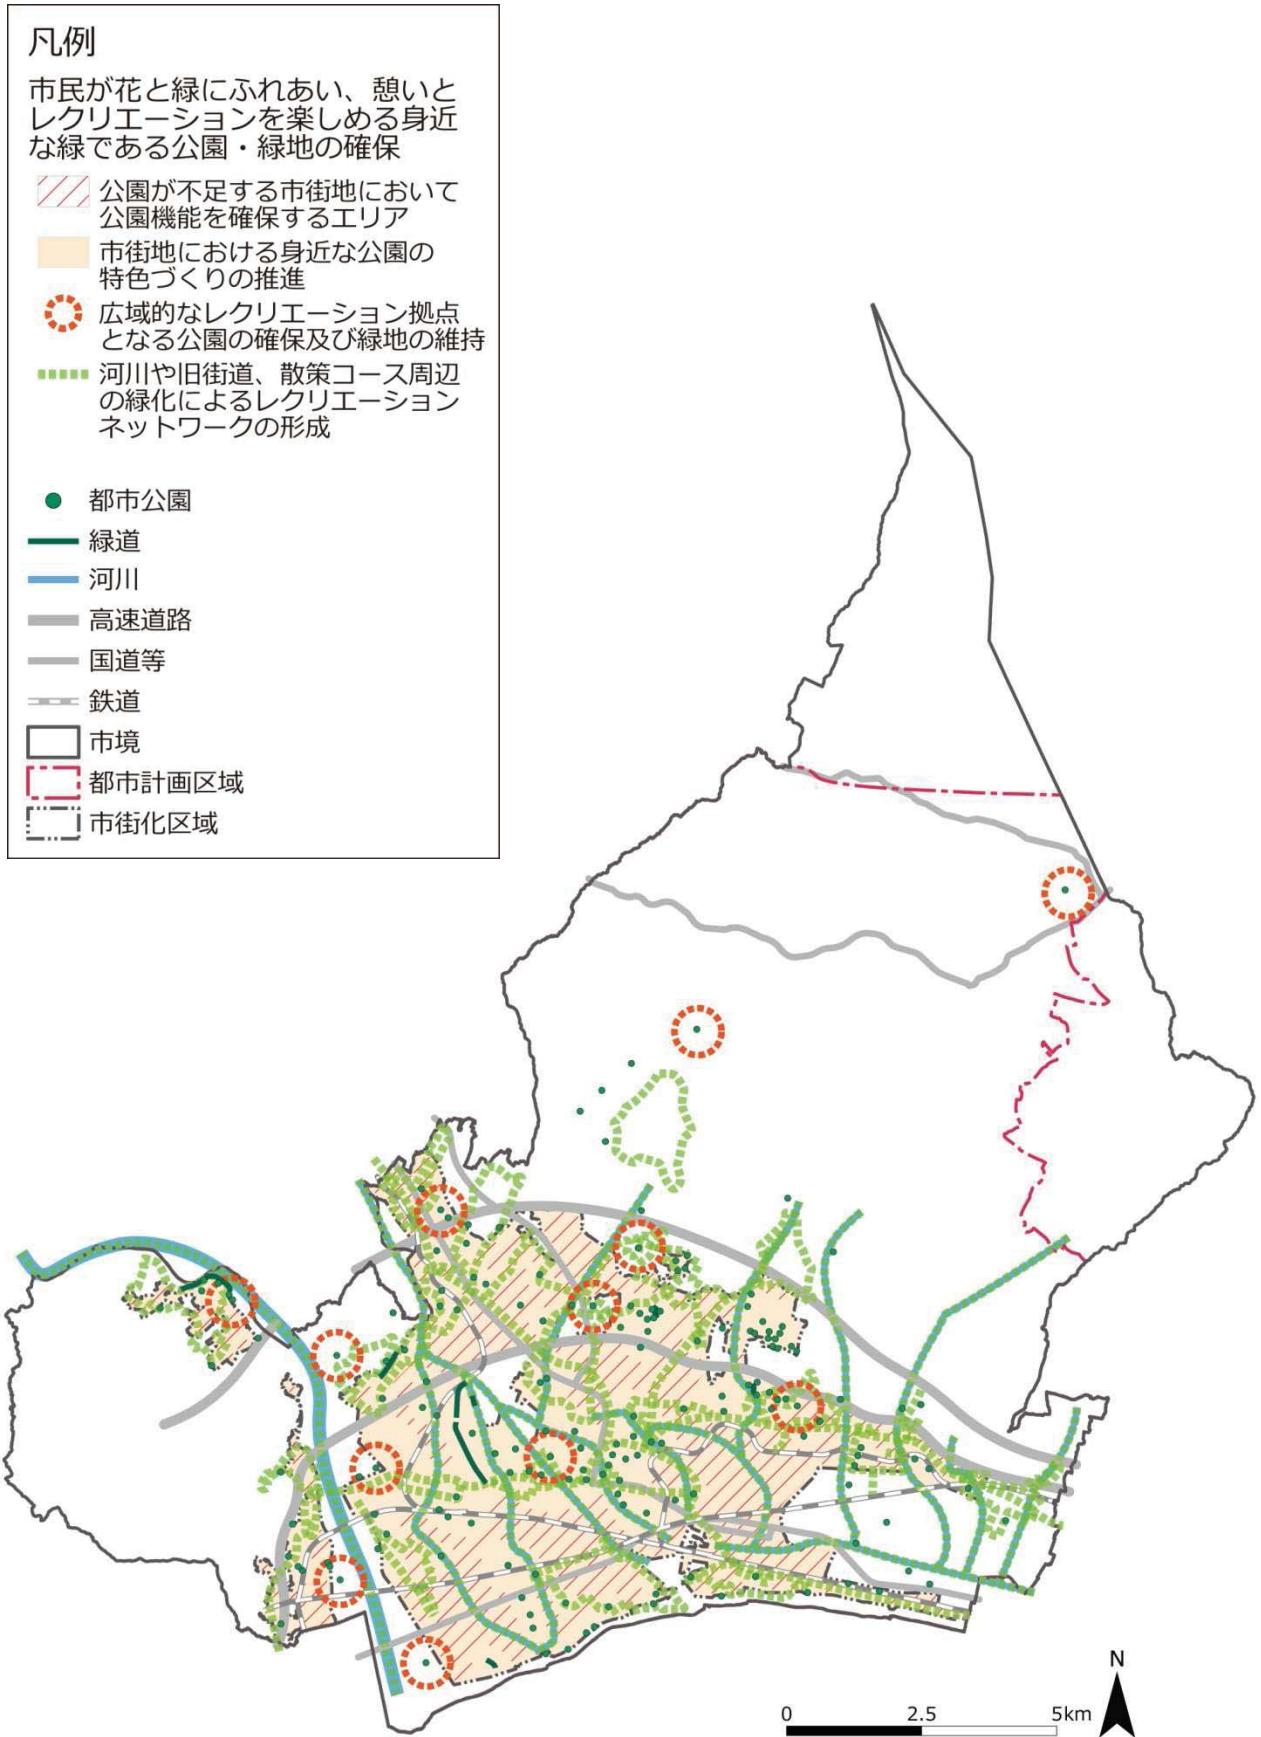 凡例
市民が花と緑にふれあい、憩いと
レクリエーションを楽しめる身近
な緑である公園・緑地の確保
公園が不足する市街地において
公園機能を確保するエリア
市街地における身近な公園の
特色づくりの推進
広域的なレクリエーション拠点
となる公園の確保及び緑地の維持
河川や旧街道、散策コース周辺
の緑化によるレクリエーション
ネットワークの形成
都市公園
緑道
河川
高速道路
国道等
鉄道
市境
都市計画区域
市街化区域
N
0 2.5 5km